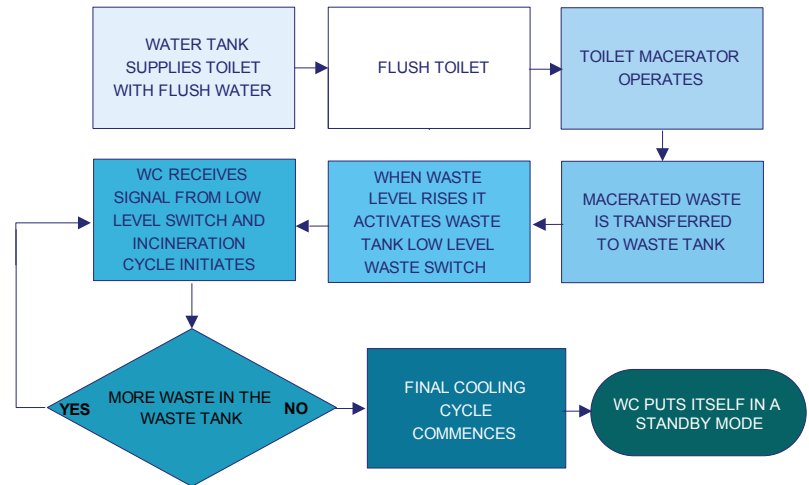 WATER TANK
SUPPLIES TOILET
WITH FLUSH WATER
FLUSH TOILET
TOILET MACERATOR
OPERATES
MACERATED WASTE
IS TRANSFERRED
TO WASTE TANK
WHEN WASTE
LEVEL RISES IT
ACTIVATES WASTE
TANK LOW LEVEL
WASTE SWITCH
WC RECEIVES
SIGNAL FROM LOW
LEVEL SWITCH AND
INCINERATION
CYCLE INITIATES
MORE WASTE IN THE
WASTE TANK
YES
NO
FINAL COOLING
CYCLE
COMMENCES
WC PUTS ITSELF IN A
STANDBY MODE